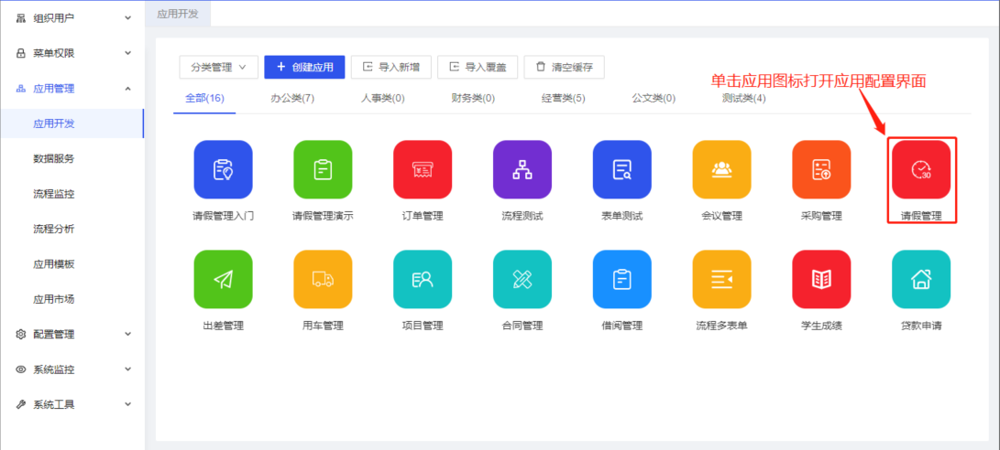 组织用户
菜单权限
应用管理
应用开发
数据服务
流程监控
流程分析
应用模板
应用市场
配置管理
系统监控
系统工具
应用开发
分类管理
创建应用
导入新增
导入覆盖
清空缓存
单击应用图标打开应用配置界面
全部(16)
办公类(7)
人事类(0)
财务类(0)
经营类(5)
公文类(0)
测试类(4)
30
请假管理入门
请假管理演示
订单管理
流程测试
表单测试
会议管理
采购管理
请假管理
出差管理
用车管理
项目管理
合同管理
借阅管理
流程多表单
学生成绩
贷款申请